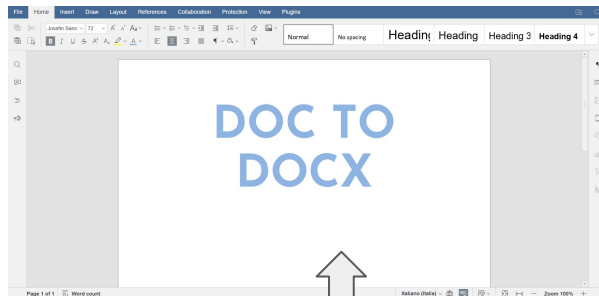 File Home Insert Draw Layout References Collaboration Protection View Plugins
Josefin Sans 72
Normal No spacing Heading Heading Heading 3 Heading 4
DOC TO
DOCX
Page 1 of 1 Word count Italiano (Italia) Zoom 100%